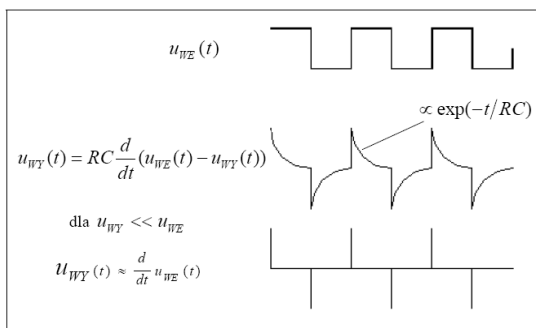 u_WE(t)
∝ exp(−t/RC)
u_WY(t) = RC d/dt (u_WE(t) − u_WY(t))
dla u_WY << u_WE
u_WY(t) ≈ d/dt u_WE(t)